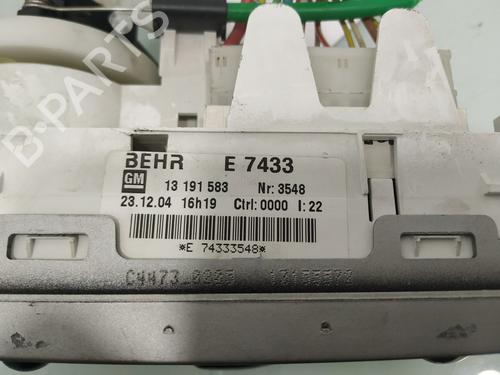 B-PARTS
BEHR E 7433
GM 13 191 583 Nr: 3548
23.12.04 16h19 Ctrl: 0000 I: 22
*E 74333548*